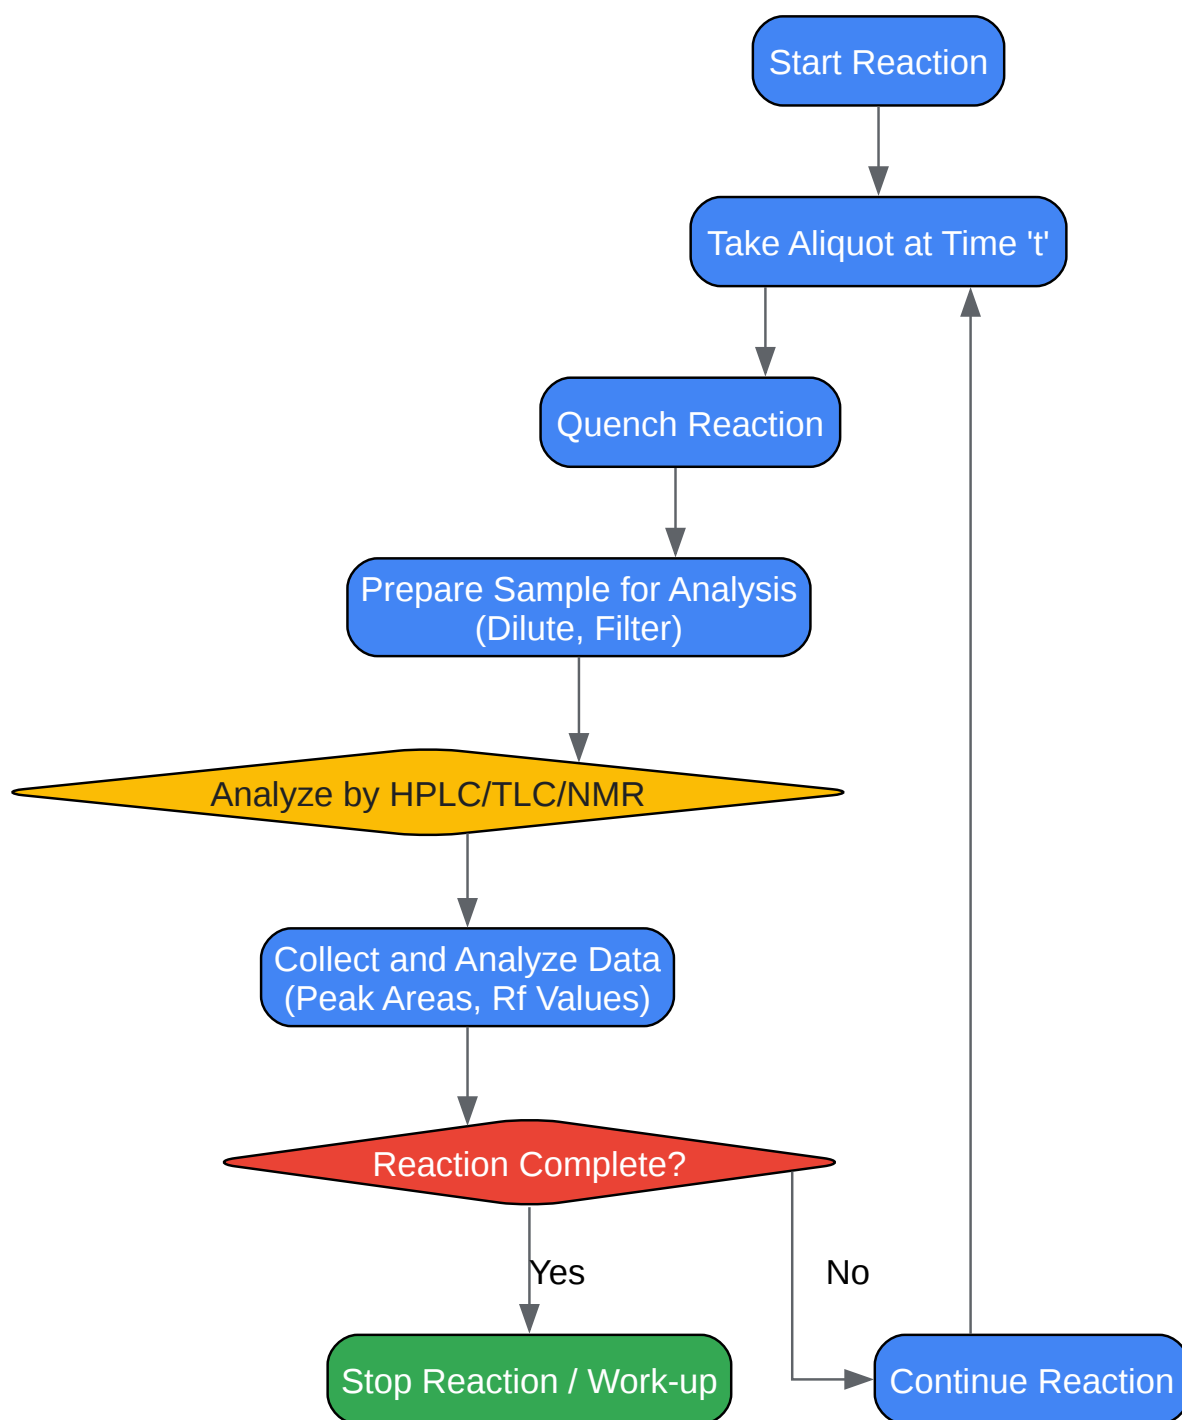 Start Reaction
Take Aliquot at Time 't'
Quench Reaction
Prepare Sample for Analysis
(Dilute, Filter)
Analyze by HPLC/TLC/NMR
Collect and Analyze Data
(Peak Areas, Rf Values)
Reaction Complete?
Yes
No
Stop Reaction / Work-up
Continue Reaction